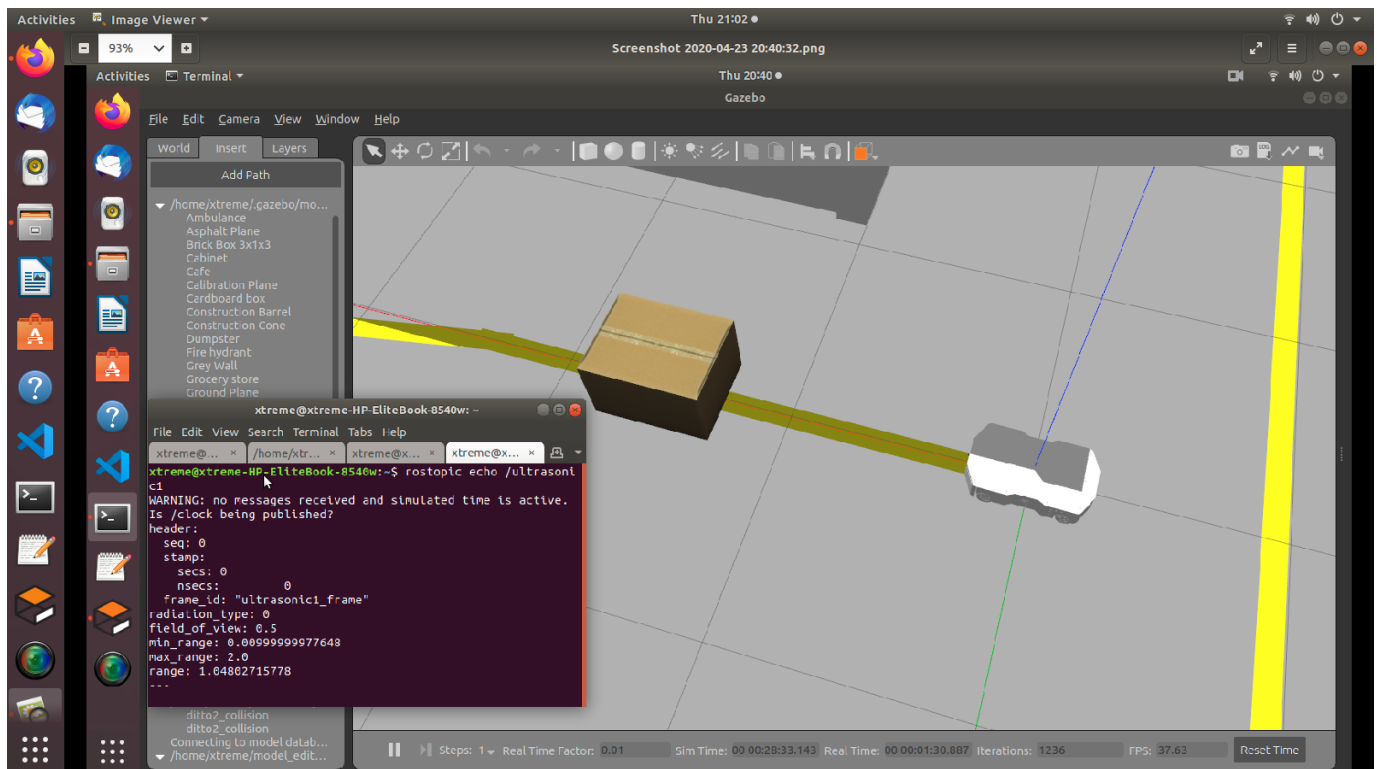 Activities Image Viewer
Thu 21:02
93%
Screenshot 2020-04-23 20:40:32.png
Activities Terminal
Thu 20:40
Gazebo
File Edit Camera View Window Help
World Insert Layers
Add Path
/home/xtreme/.gazebo/mo...
Ambulance
Asphalt Plane
Brick Box 3x1x3
Cabinet
Cafe
Calibration Plane
Cardboard box
Construction Barrel
Construction Cone
Dumpster
Fire hydrant
Grey Wall
Grocery store
Ground Plane
xtreme@xtreme-HP-EliteBook-8540w: ~
File Edit View Search Terminal Tabs Help
xtreme@... × /home/xtr... × xtreme@x... × xtreme@x... ×
xtreme@xtreme-HP-EliteBook-8540w:~$ rostopic echo /ultrasoni
c1
WARNING: no messages received and simulated time is active.
Is /clock being published?
header:
seq: 0
stamp:
secs: 0
nsecs: 0
frame_id: "ultrasonic1_frame"
radiation_type: 0
field_of_view: 0.5
min_range: 0.00999999977648
max_range: 2.0
range: 1.04802715778
---
ditto2_collision
ditto2_collision
Connecting to model datab...
/home/xtreme/model_edit...
Steps: 1 Real Time Factor: 0.01 Sim Time: 00 00:28:33.143 Real Time: 00 00:01:30.887 Iterations: 1236 FPS: 37.63 Reset Time